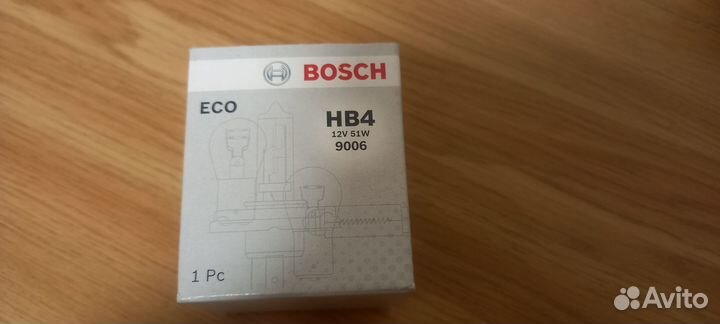 BOSCH
ECO
HB4
12V 51W
9006
1 Pc
Avito